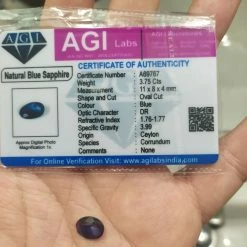 AGI
AGI Labs
CERTIFICATE OF AUTHENTICITY
Natural Blue Sapphire
Certificate Number : A89767
Weight : 3.75 Cts
Measurement : 11 x 8 x 4 mm
Shape and Cut : Oval Cut
Colour : Blue
Optic Character : DR
Refractive Index : 1.76-1.77
Specific Gravity : 3.99
Origin : Ceylon
Species : Corrundum
Comments : None
Approx Digital Photo
Magnification 1x.
For Online Verification Visit: www.agilabsindia.com